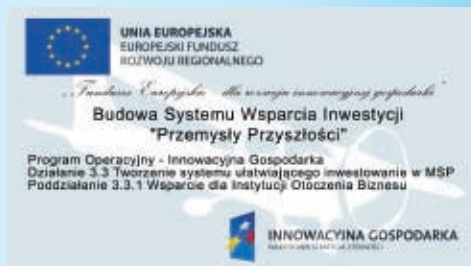 UNIA EUROPEJSKA
EUROPEJSKI FUNDUSZ
ROZWOJU REGIONALNEGO
„Fundusze Europejskie dla rozwoju innowacyjnej gospodarki”
Budowa Systemu Wsparcia Inwestycji
"Przemysły Przyszłości"
Program Operacyjny - Innowacyjna Gospodarka
Działanie 3.3 Tworzenie systemu ułatwiającego inwestowanie w MSP
Poddziałanie 3.3.1 Wsparcie dla Instytucji Otoczenia Biznesu
INNOWACYJNA GOSPODARKA